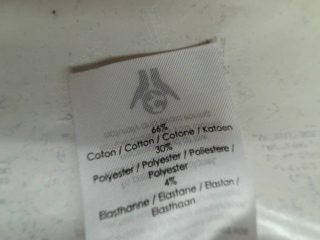 66%
Coton / Cotton / Cotone / Katoen
30%
Polyester / Polyester / Poliestere /
Polyester
4%
Elasthanne / Elastane / Elastan /
Elasthaan